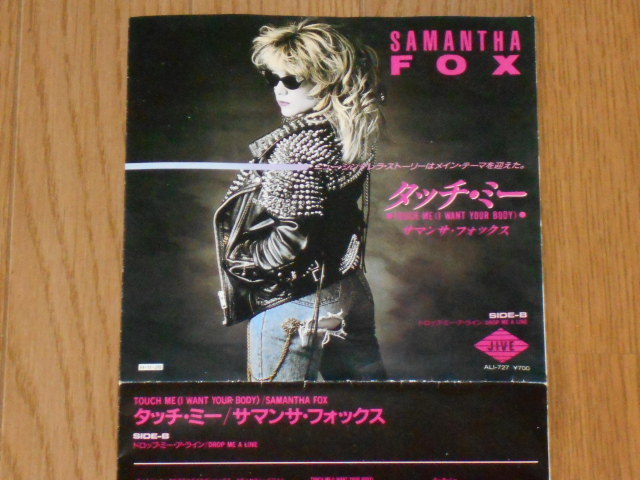 SAMANTHA
FOX
ストーリーはメイン・テーマを迎えた。
タッチ・ミー
TOUCH ME (I WANT YOUR BODY)
サマンサ・フォックス
SIDE-B
ドロップ・ミー・ア・ライン/DROP ME A LINE
JIVE
ALI-727 ¥700
TOUCH ME (I WANT YOUR BODY)/SAMANTHA FOX
タッチ・ミー/サマンサ・フォックス
SIDE-B
ドロップ・ミー・ア・ライン/DROP ME A LINE